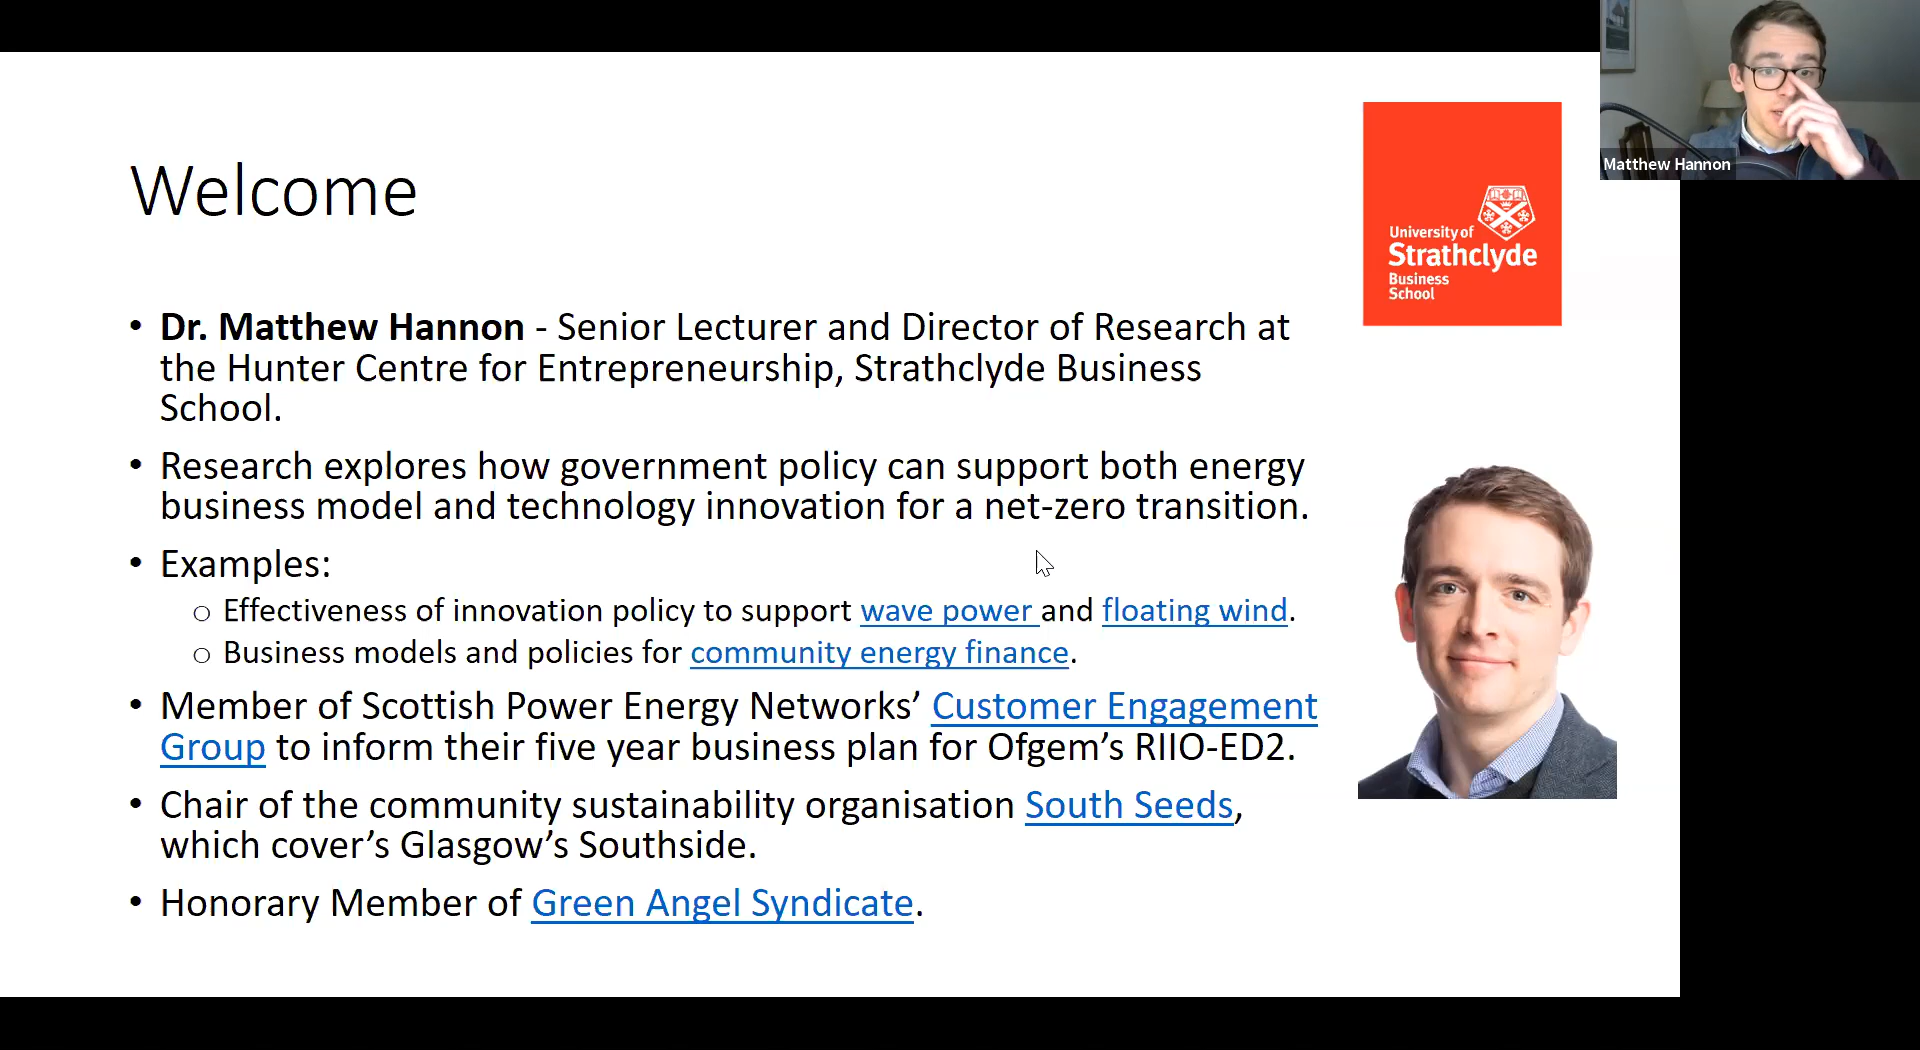 Matthew Hannon
Welcome
University of
Strathclyde
Business
School
• Dr. Matthew Hannon - Senior Lecturer and Director of Research at
the Hunter Centre for Entrepreneurship, Strathclyde Business
School.
• Research explores how government policy can support both energy
business model and technology innovation for a net-zero transition.
• Examples:
o Effectiveness of innovation policy to support wave power and floating wind.
o Business models and policies for community energy finance.
• Member of Scottish Power Energy Networks’ Customer Engagement
Group to inform their five year business plan for Ofgem’s RIIO-ED2.
• Chair of the community sustainability organisation South Seeds,
which cover’s Glasgow’s Southside.
• Honorary Member of Green Angel Syndicate.